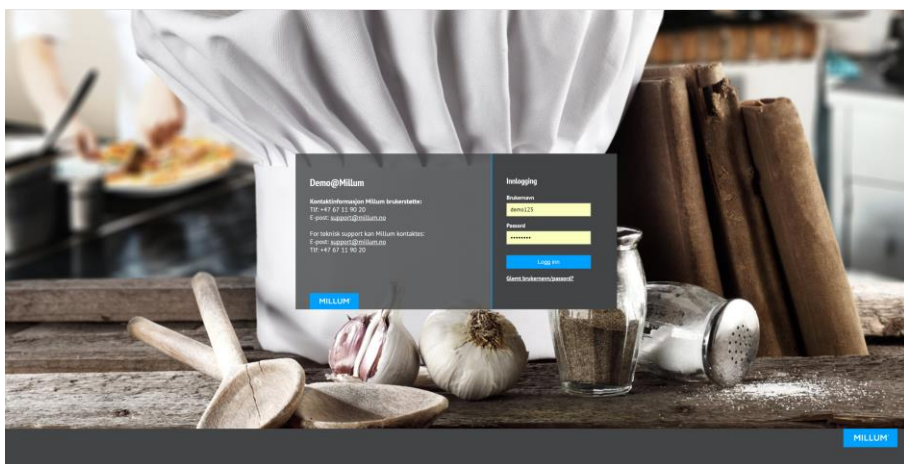 Demo@Millum
Kontaktinformasjon Millum brukerstøtte:
Tlf: +47 67 11 90 20
E-post: support@millum.no
For teknisk support kan Millum kontaktes:
E-post: support@millum.no
Tlf: +47 67 11 90 20
MILLUM
Innlogging
Brukernavn
demo123
Passord
••••••••
Logg inn
Glemt brukernavn/passord?
MILLUM